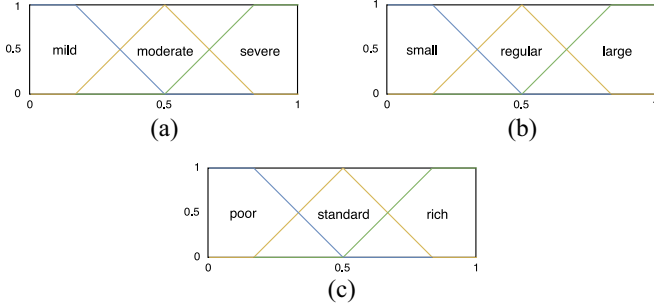 1
0.5
0
mild moderate severe
0 0.5 1
(a)
1
0.5
0
small regular large
0 0.5 1
(b)
1
0.5
0
poor standard rich
0 0.5 1
(c)